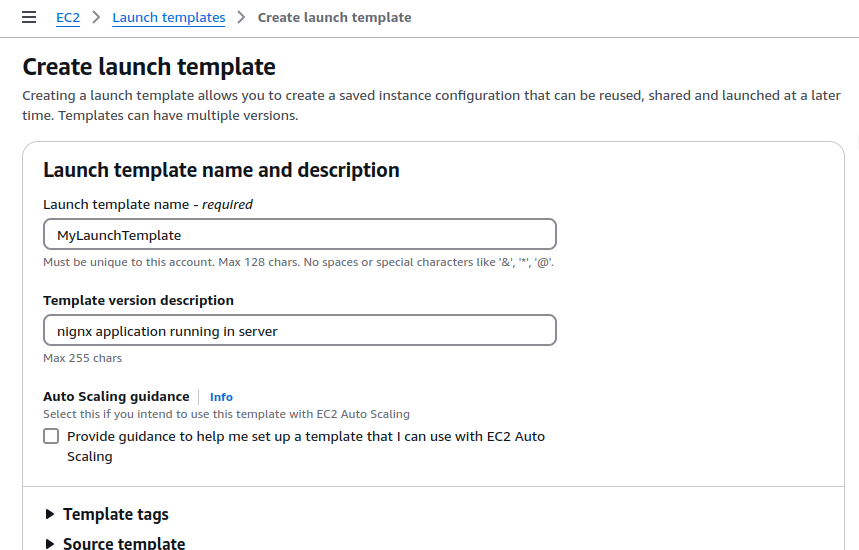 EC2 > Launch templates > Create launch template
Create launch template
Creating a launch template allows you to create a saved instance configuration that can be reused, shared and launched at a later
time. Templates can have multiple versions.
Launch template name and description
Launch template name - required
MyLaunchTemplate
Must be unique to this account. Max 128 chars. No spaces or special characters like '&', '*', '@'.
Template version description
nignx application running in server
Max 255 chars
Auto Scaling guidance | Info
Select this if you intend to use this template with EC2 Auto Scaling
Provide guidance to help me set up a template that I can use with EC2 Auto
Scaling
Template tags
Source template